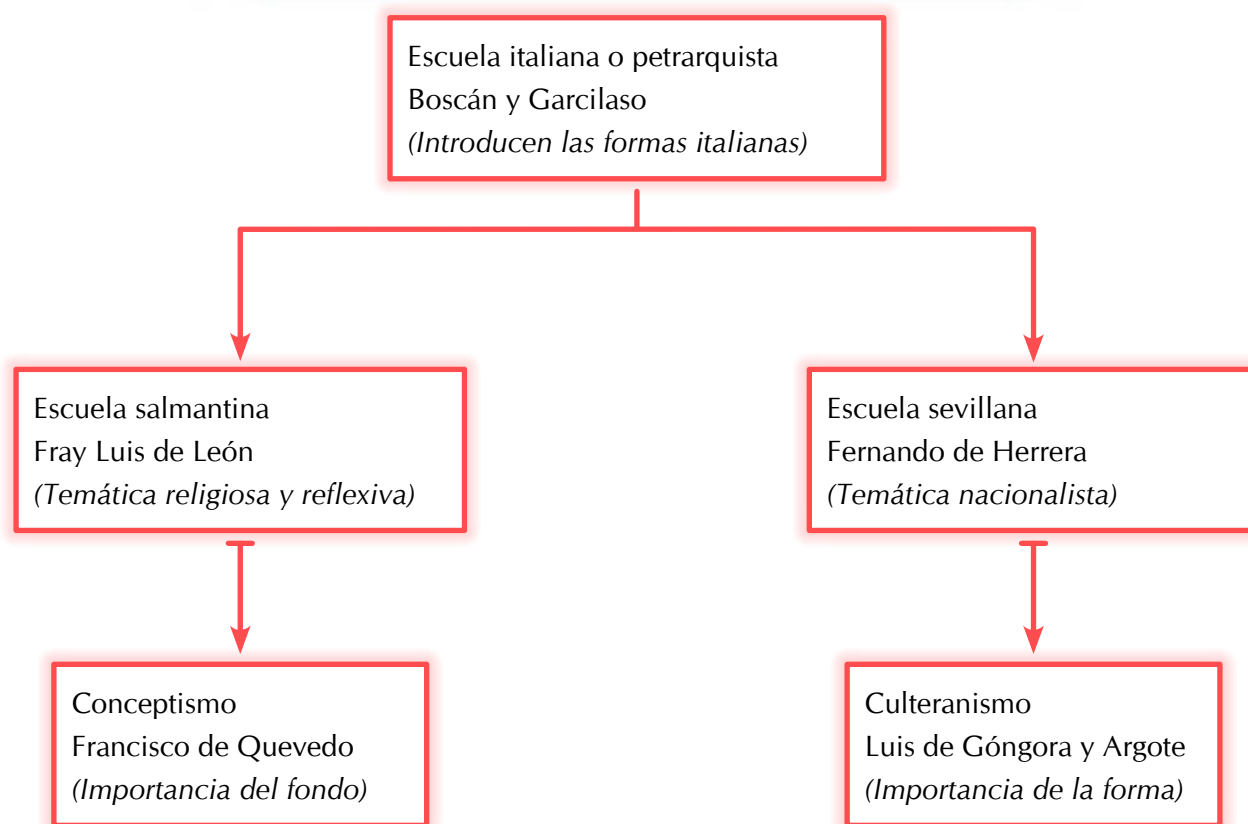 Escuela italiana o petrarquista
Boscán y Garcilaso
(Introducen las formas italianas)
Escuela salmantina
Fray Luis de León
(Temática religiosa y reflexiva)
Escuela sevillana
Fernando de Herrera
(Temática nacionalista)
Conceptismo
Francisco de Quevedo
(Importancia del fondo)
Culteranismo
Luis de Góngora y Argote
(Importancia de la forma)